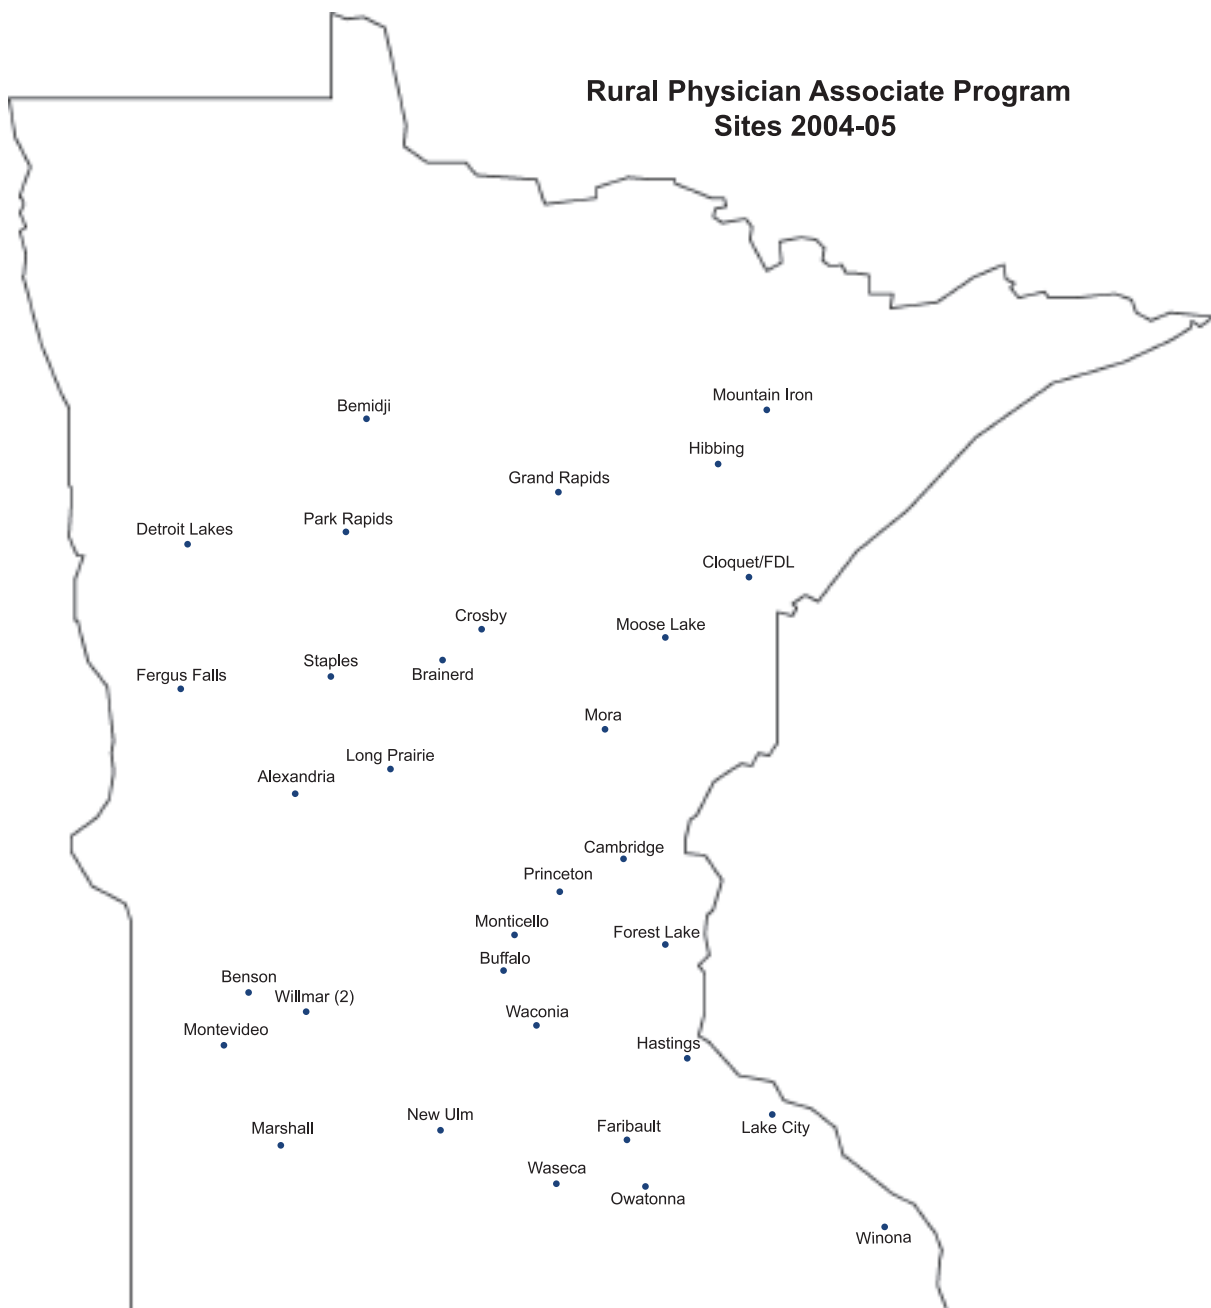 Rural Physician Associate Program
Sites 2004-05
Mountain Iron
Bemidji
Hibbing
Grand Rapids
Park Rapids
Detroit Lakes
Cloquet/FDL
Crosby
Moose Lake
Staples
Brainerd
Fergus Falls
Mora
Long Prairie
Alexandria
Cambridge
Princeton
Monticello
Forest Lake
Buffalo
Benson
Willmar (2)
Waconia
Montevideo
Hastings
New Ulm
Faribault
Lake City
Marshall
Waseca
Owatonna
Winona